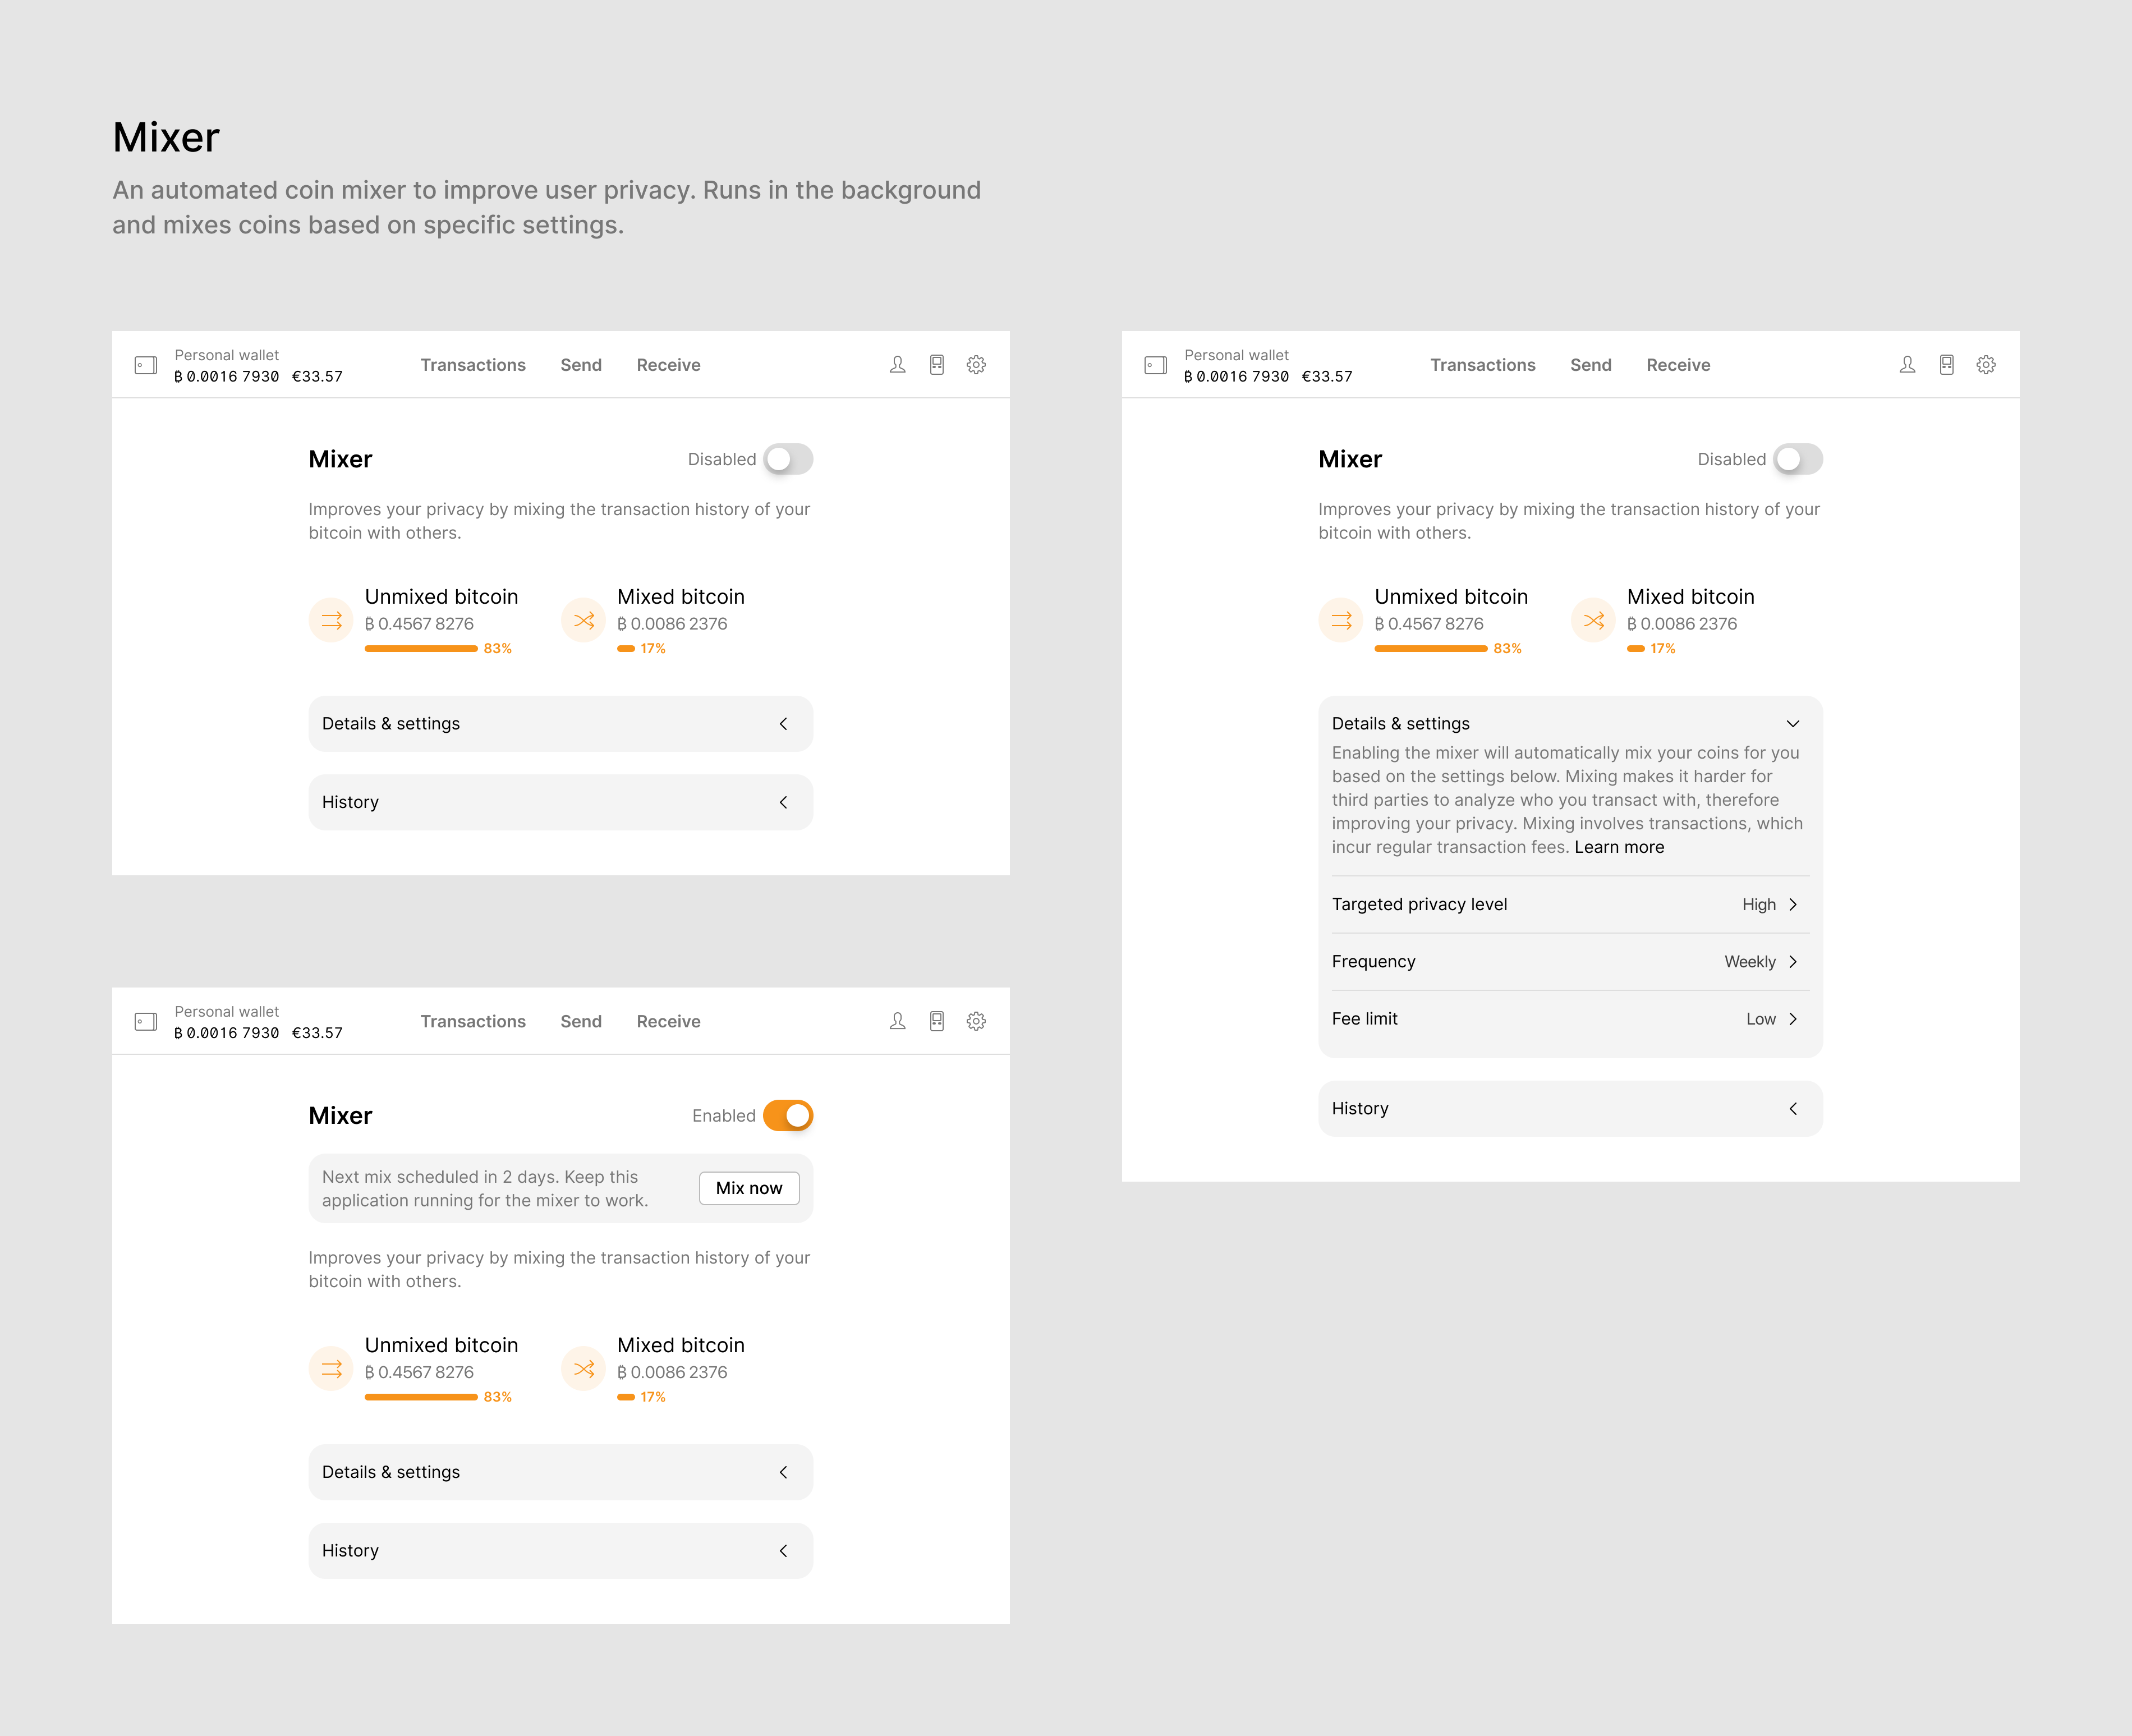 Mixer
An automated coin mixer to improve user privacy. Runs in the background
and mixes coins based on specific settings.
Personal wallet
₿ 0.0016 7930 €33.57
Transactions
Send
Receive
Mixer
Disabled
Improves your privacy by mixing the transaction history of your
bitcoin with others.
Unmixed bitcoin
₿ 0.4567 8276
83%
Mixed bitcoin
₿ 0.0086 2376
17%
Details & settings
History
Personal wallet
₿ 0.0016 7930 €33.57
Transactions
Send
Receive
Mixer
Enabled
Next mix scheduled in 2 days. Keep this
application running for the mixer to work.
Mix now
Improves your privacy by mixing the transaction history of your
bitcoin with others.
Unmixed bitcoin
₿ 0.4567 8276
83%
Mixed bitcoin
₿ 0.0086 2376
17%
Details & settings
History
Personal wallet
₿ 0.0016 7930 €33.57
Transactions
Send
Receive
Mixer
Disabled
Improves your privacy by mixing the transaction history of your
bitcoin with others.
Unmixed bitcoin
₿ 0.4567 8276
83%
Mixed bitcoin
₿ 0.0086 2376
17%
Details & settings
Enabling the mixer will automatically mix your coins for you
based on the settings below. Mixing makes it harder for
third parties to analyze who you transact with, therefore
improving your privacy. Mixing involves transactions, which
incur regular transaction fees. Learn more
Targeted privacy level
High
Frequency
Weekly
Fee limit
Low
History